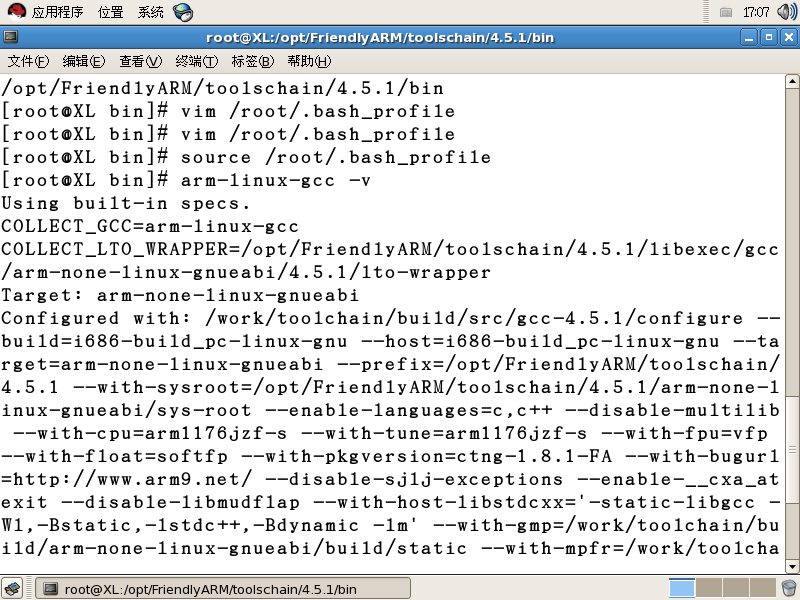 应用程序 位置 系统 17:07
root@XL:/opt/FriendlyARM/toolschain/4.5.1/bin
文件(F) 编辑(E) 查看(V) 终端(T) 标签(B) 帮助(H)
/opt/FriendlyARM/toolschain/4.5.1/bin
[root@XL bin]# vim /root/.bash_profile
[root@XL bin]# vim /root/.bash_profile
[root@XL bin]# source /root/.bash_profile
[root@XL bin]# arm-linux-gcc -v
Using built-in specs.
COLLECT_GCC=arm-linux-gcc
COLLECT_LTO_WRAPPER=/opt/FriendlyARM/toolschain/4.5.1/libexec/gcc
/arm-none-linux-gnueabi/4.5.1/lto-wrapper
Target: arm-none-linux-gnueabi
Configured with: /work/toolchain/build/src/gcc-4.5.1/configure --
build=i686-build_pc-linux-gnu --host=i686-build_pc-linux-gnu --ta
rget=arm-none-linux-gnueabi --prefix=/opt/FriendlyARM/toolschain/
4.5.1 --with-sysroot=/opt/FriendlyARM/toolschain/4.5.1/arm-none-l
inux-gnueabi/sys-root --enable-languages=c,c++ --disable-multilib
 --with-cpu=arm1176jzf-s --with-tune=arm1176jzf-s --with-fpu=vfp
--with-float=softfp --with-pkgversion=ctng-1.8.1-FA --with-bugurl
=http://www.arm9.net/ --disable-sjlj-exceptions --enable-__cxa_at
exit --disable-libmudflap --with-host-libstdcxx='-static-libgcc -
Wl,-Bstatic,-lstdc++,-Bdynamic -lm' --with-gmp=/work/toolchain/bu
ild/arm-none-linux-gnueabi/build/static --with-mpfr=/work/toolcha
root@XL:/opt/FriendlyARM/toolschain/4.5.1/bin